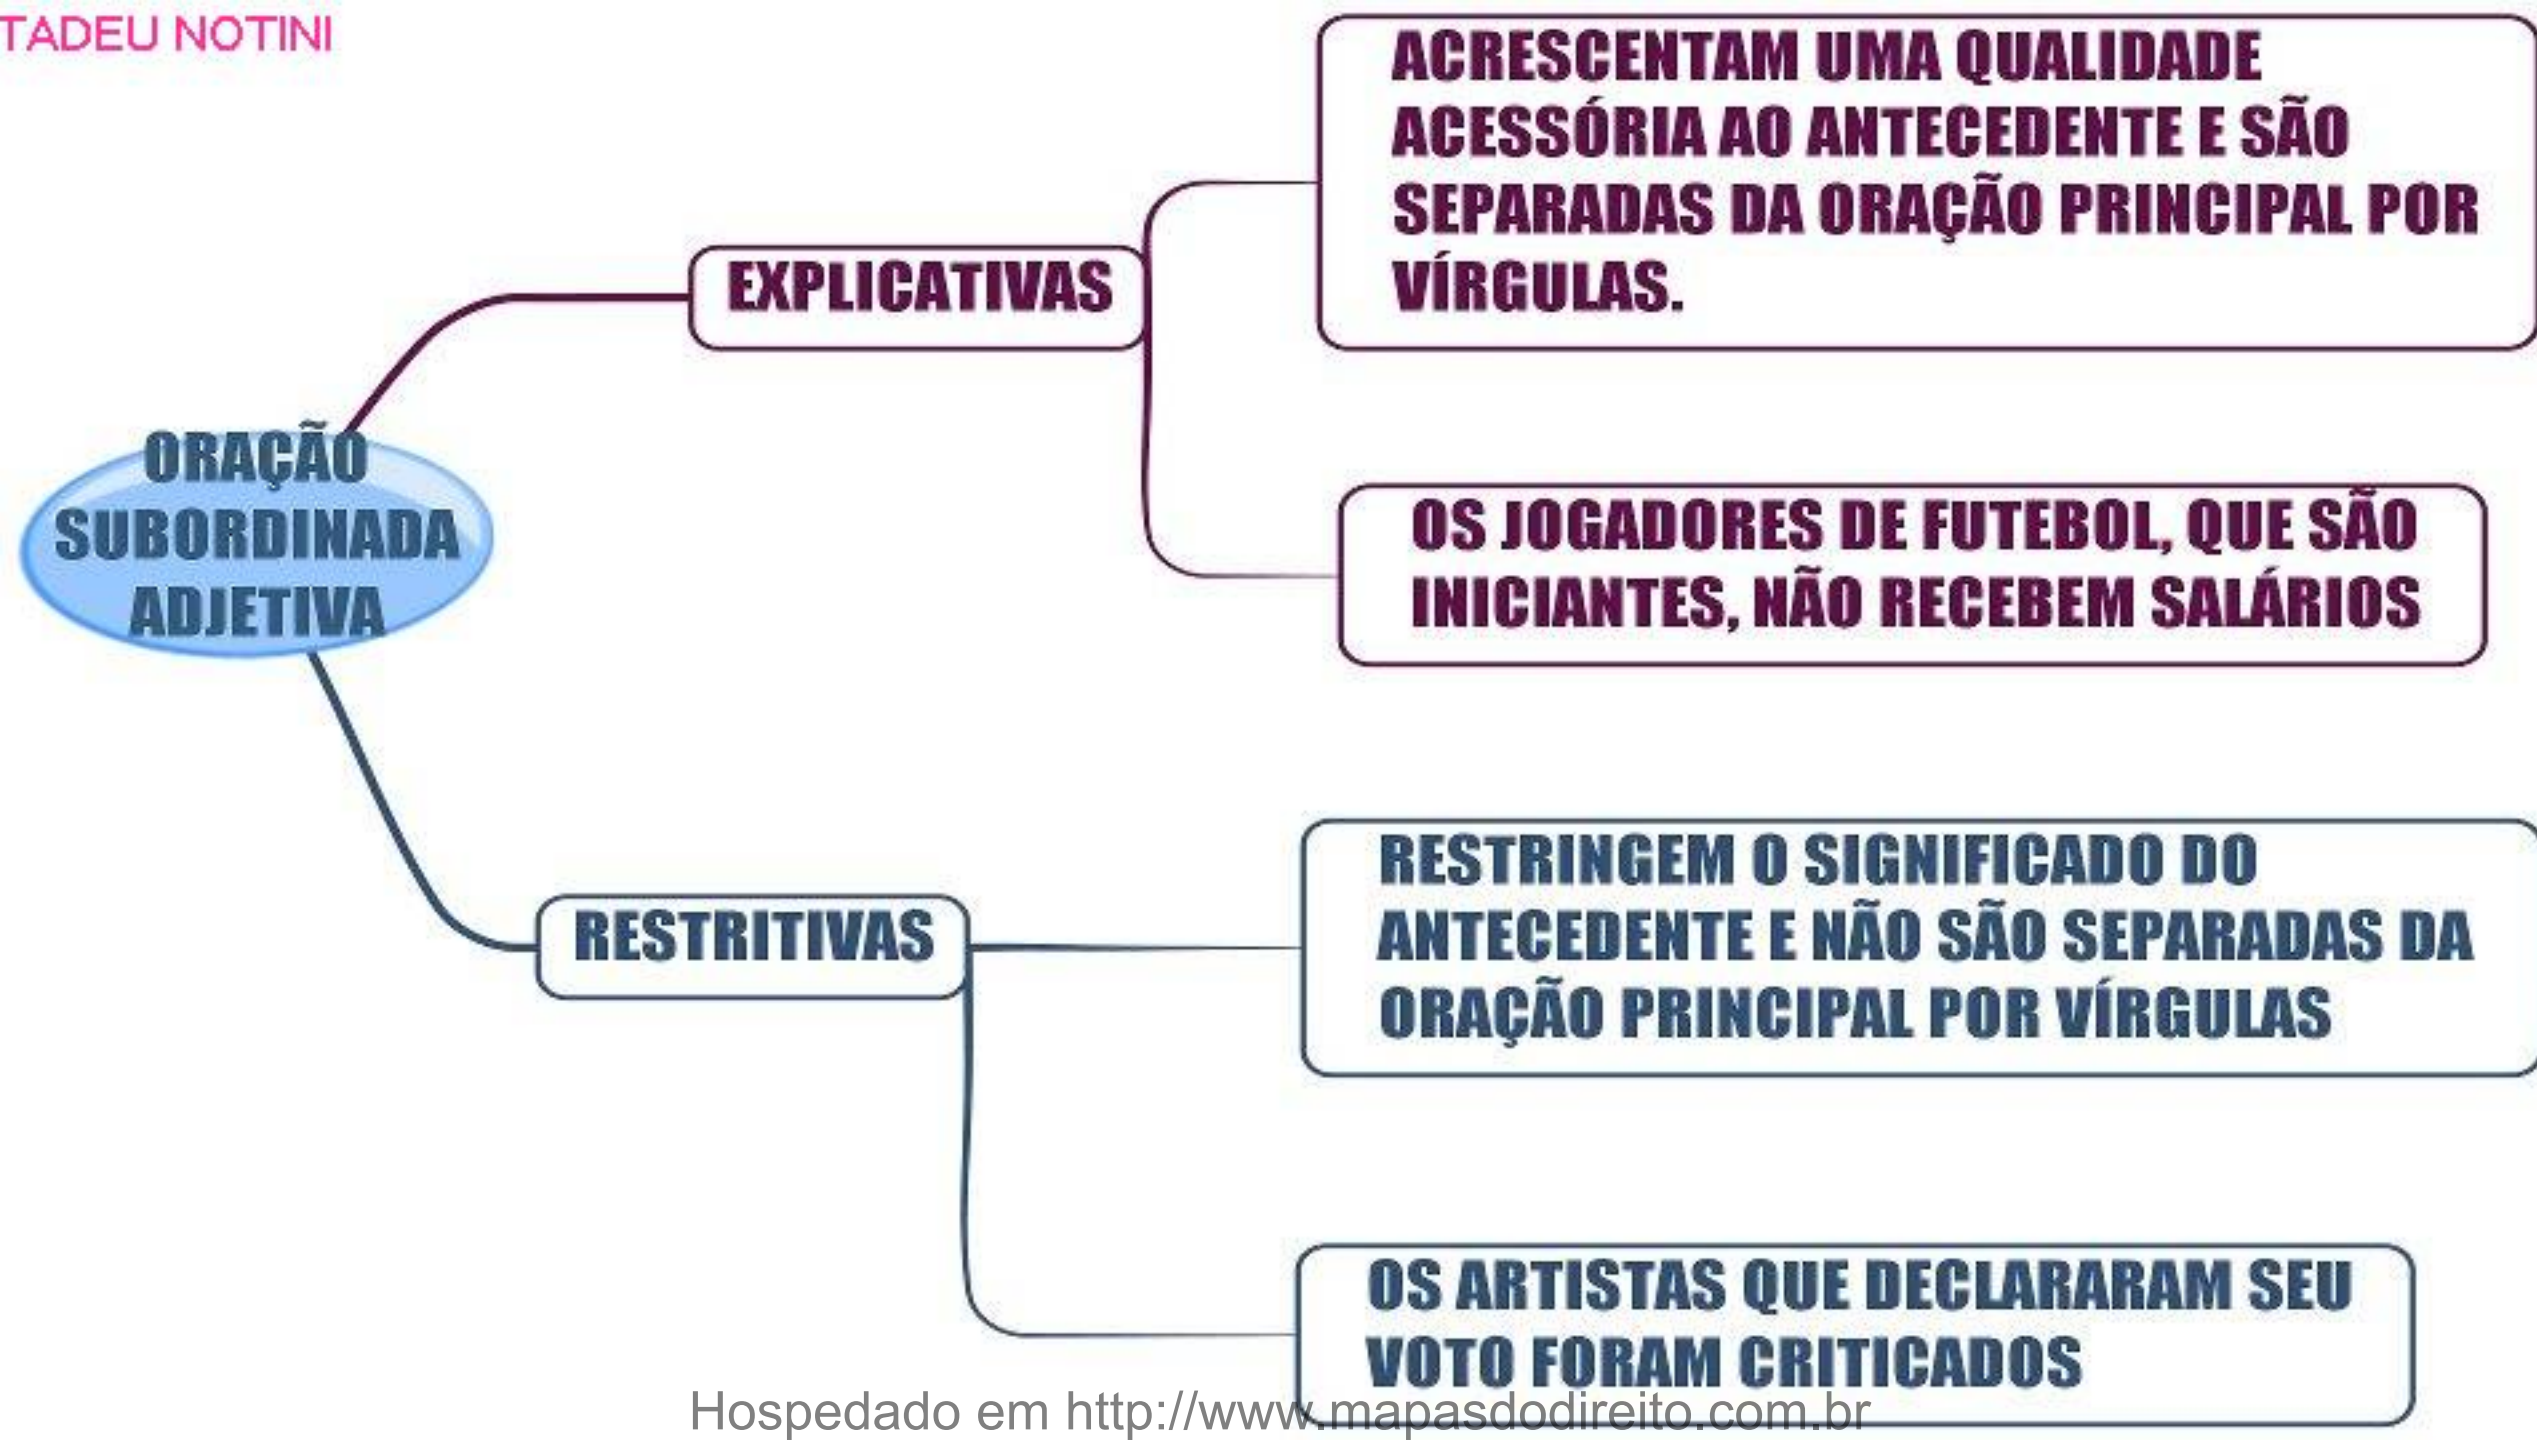 TADEU NOTINI
ORAÇÃO
SUBORDINADA
ADJETIVA
EXPLICATIVAS
ACRESCENTAM UMA QUALIDADE
ACESSÓRIA AO ANTECEDENTE E SÃO
SEPARADAS DA ORAÇÃO PRINCIPAL POR
VÍRGULAS.
OS JOGADORES DE FUTEBOL, QUE SÃO
INICIANTES, NÃO RECEBEM SALÁRIOS
RESTRITIVAS
RESTRINGEM O SIGNIFICADO DO
ANTECEDENTE E NÃO SÃO SEPARADAS DA
ORAÇÃO PRINCIPAL POR VÍRGULAS
OS ARTISTAS QUE DECLARARAM SEU
VOTO FORAM CRITICADOS
Hospedado em http://www.mapasdodireito.com.br